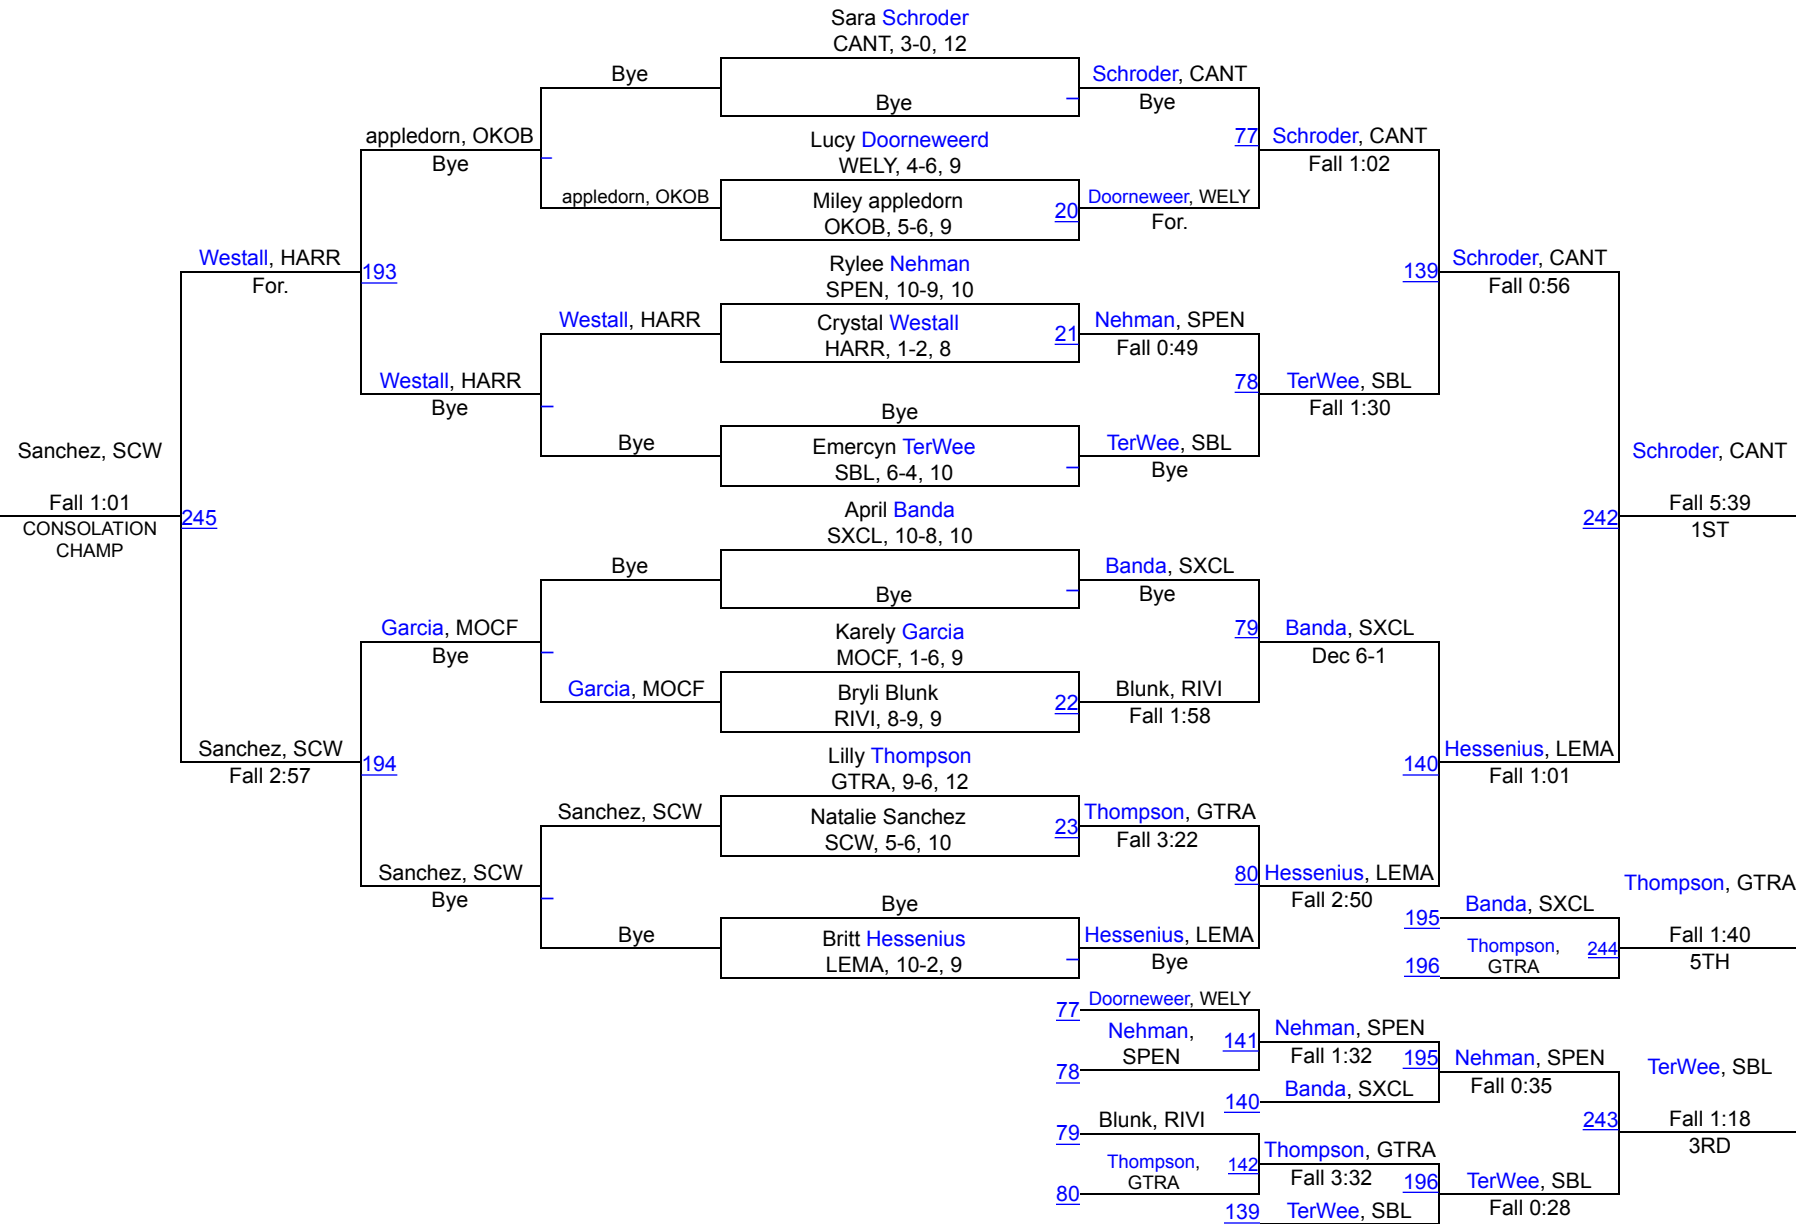 Sara Schroder
CANT, 3-0, 12
Bye
Schroder, CANT
Bye
Bye
appledorn, OKOB
Bye
Lucy Doorneweerd
WELY, 4-6, 9
77
Schroder, CANT
Fall 1:02
appledorn, OKOB
Miley appledorn
OKOB, 5-6, 9
20
Doorneweer, WELY
For.
Westall, HARR
For.
193
Rylee Nehman
SPEN, 10-9, 10
139
Schroder, CANT
Fall 0:56
Westall, HARR
Crystal Westall
HARR, 1-2, 8
21
Nehman, SPEN
Fall 0:49
Westall, HARR
Bye
78
TerWee, SBL
Fall 1:30
Bye
Bye
Emercyn TerWee
SBL, 6-4, 10
TerWee, SBL
Bye
Sanchez, SCW
Fall 1:01
CONSOLATION
CHAMP
245
April Banda
SXCL, 10-8, 10
Schroder, CANT
242
Fall 5:39
1ST
Bye
Bye
Banda, SXCL
Bye
Garcia, MOCF
Bye
Karely Garcia
MOCF, 1-6, 9
79
Banda, SXCL
Dec 6-1
Garcia, MOCF
Bryli Blunk
RIVI, 8-9, 9
22
Blunk, RIVI
Fall 1:58
Sanchez, SCW
Fall 2:57
194
Lilly Thompson
GTRA, 9-6, 12
140
Hessenius, LEMA
Fall 1:01
Sanchez, SCW
Natalie Sanchez
SCW, 5-6, 10
23
Thompson, GTRA
Fall 3:22
Sanchez, SCW
Bye
80
Hessenius, LEMA
Fall 2:50
Bye
Bye
Britt Hessenius
LEMA, 10-2, 9
Hessenius, LEMA
Bye
195
Banda, SXCL
Thompson,
GTRA
196
244
Thompson, GTRA
Fall 1:40
5TH
77
Doorneweer, WELY
Nehman,
SPEN
78
141
Nehman, SPEN
Fall 1:32
195
Banda, SXCL
140
Nehman, SPEN
Fall 0:35
TerWee, SBL
243
Fall 1:18
3RD
79
Blunk, RIVI
Thompson,
GTRA
80
142
Thompson, GTRA
Fall 3:32
196
139
TerWee, SBL
TerWee, SBL
Fall 0:28